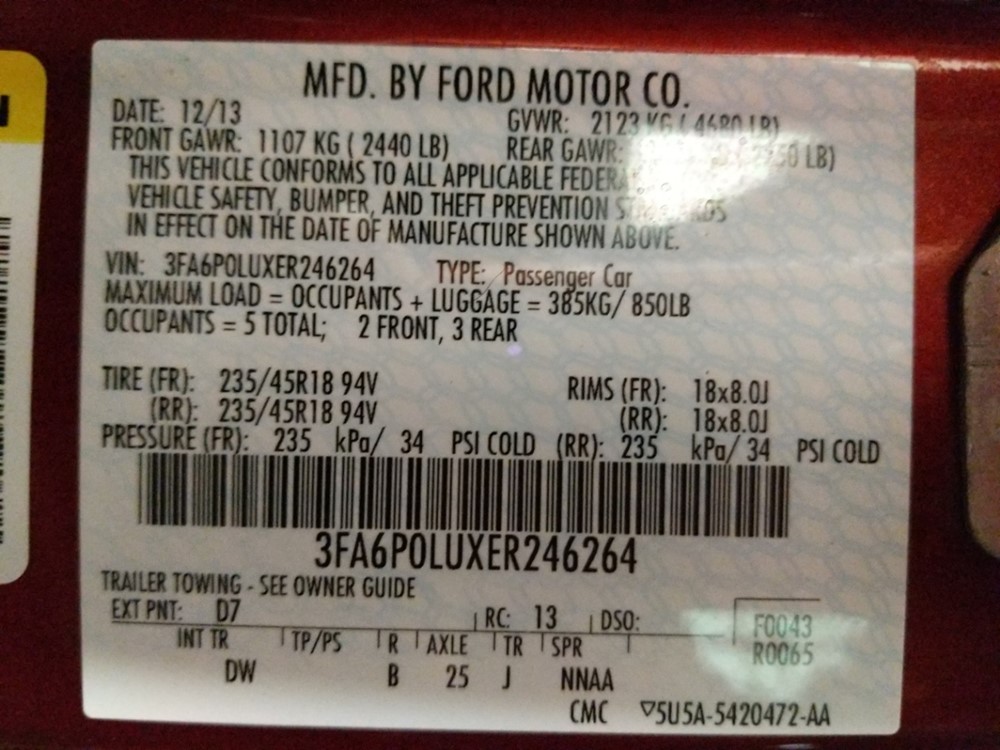 MFD. BY FORD MOTOR CO.
DATE: 12/13 GVWR: 2123 KG ( 4680 LB)
FRONT GAWR: 1107 KG ( 2440 LB) REAR GAWR: LB)
THIS VEHICLE CONFORMS TO ALL APPLICABLE
VEHICLE SAFETY, BUMPER, AND THEFT PREVENTION
IN EFFECT ON THE DATE OF MANUFACTURE SHOWN ABOVE.
VIN: 3FA6P0LUXER246264 TYPE: Passenger Car
MAXIMUM LOAD = OCCUPANTS + LUGGAGE = 385KG/ 850LB
OCCUPANTS = 5 TOTAL; 2 FRONT, 3 REAR
TIRE (FR): 235/45R18 94V RIMS (FR): 18x8.0J
(RR): 235/45R18 94V (RR): 18x8.0J
PRESSURE (FR): 235 kPa/ 34 PSI COLD (RR): 235 kPa/ 34 PSI COLD
3FA6P0LUXER246264
TRAILER TOWING - SEE OWNER GUIDE
EXT PNT: D7 RC: 13 DSO: F0043
R0065
INT TR TP/PS R AXLE TR SPR
DW B 25 J NNAA
CMC ▽5U5A-5420472-AA